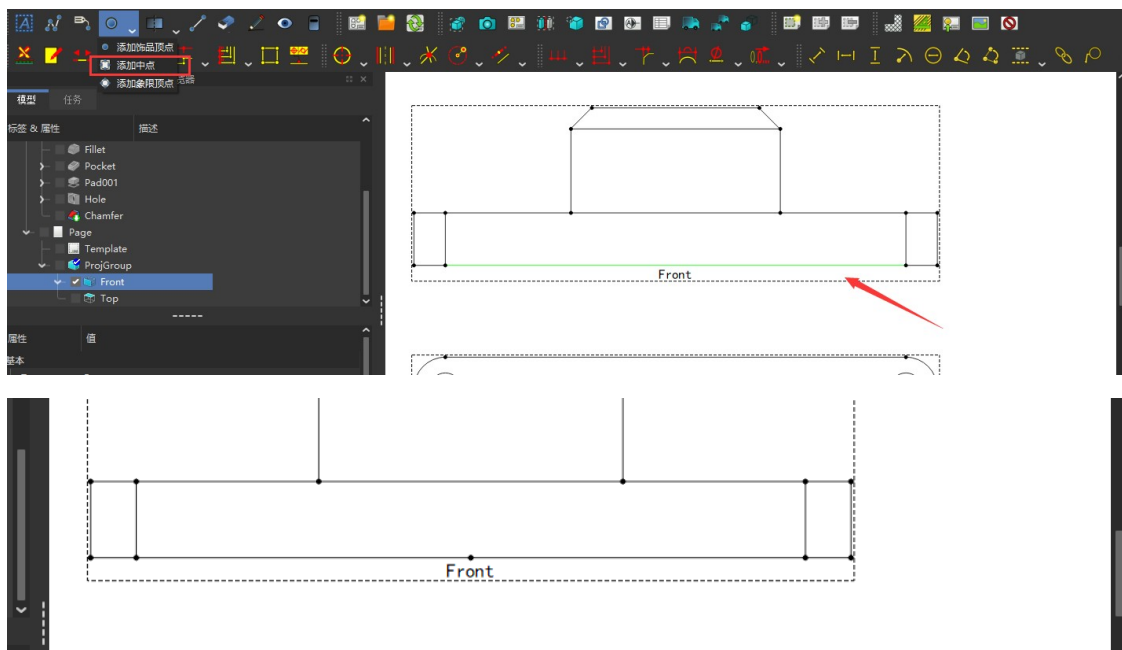 添加饰品顶点
添加中点
添加象限顶点
模型
任务
标签 & 属性
描述
Fillet
Pocket
Pad001
Hole
Chamfer
Page
Template
ProjGroup
Front
Top
属性
值
基本
Front
Front